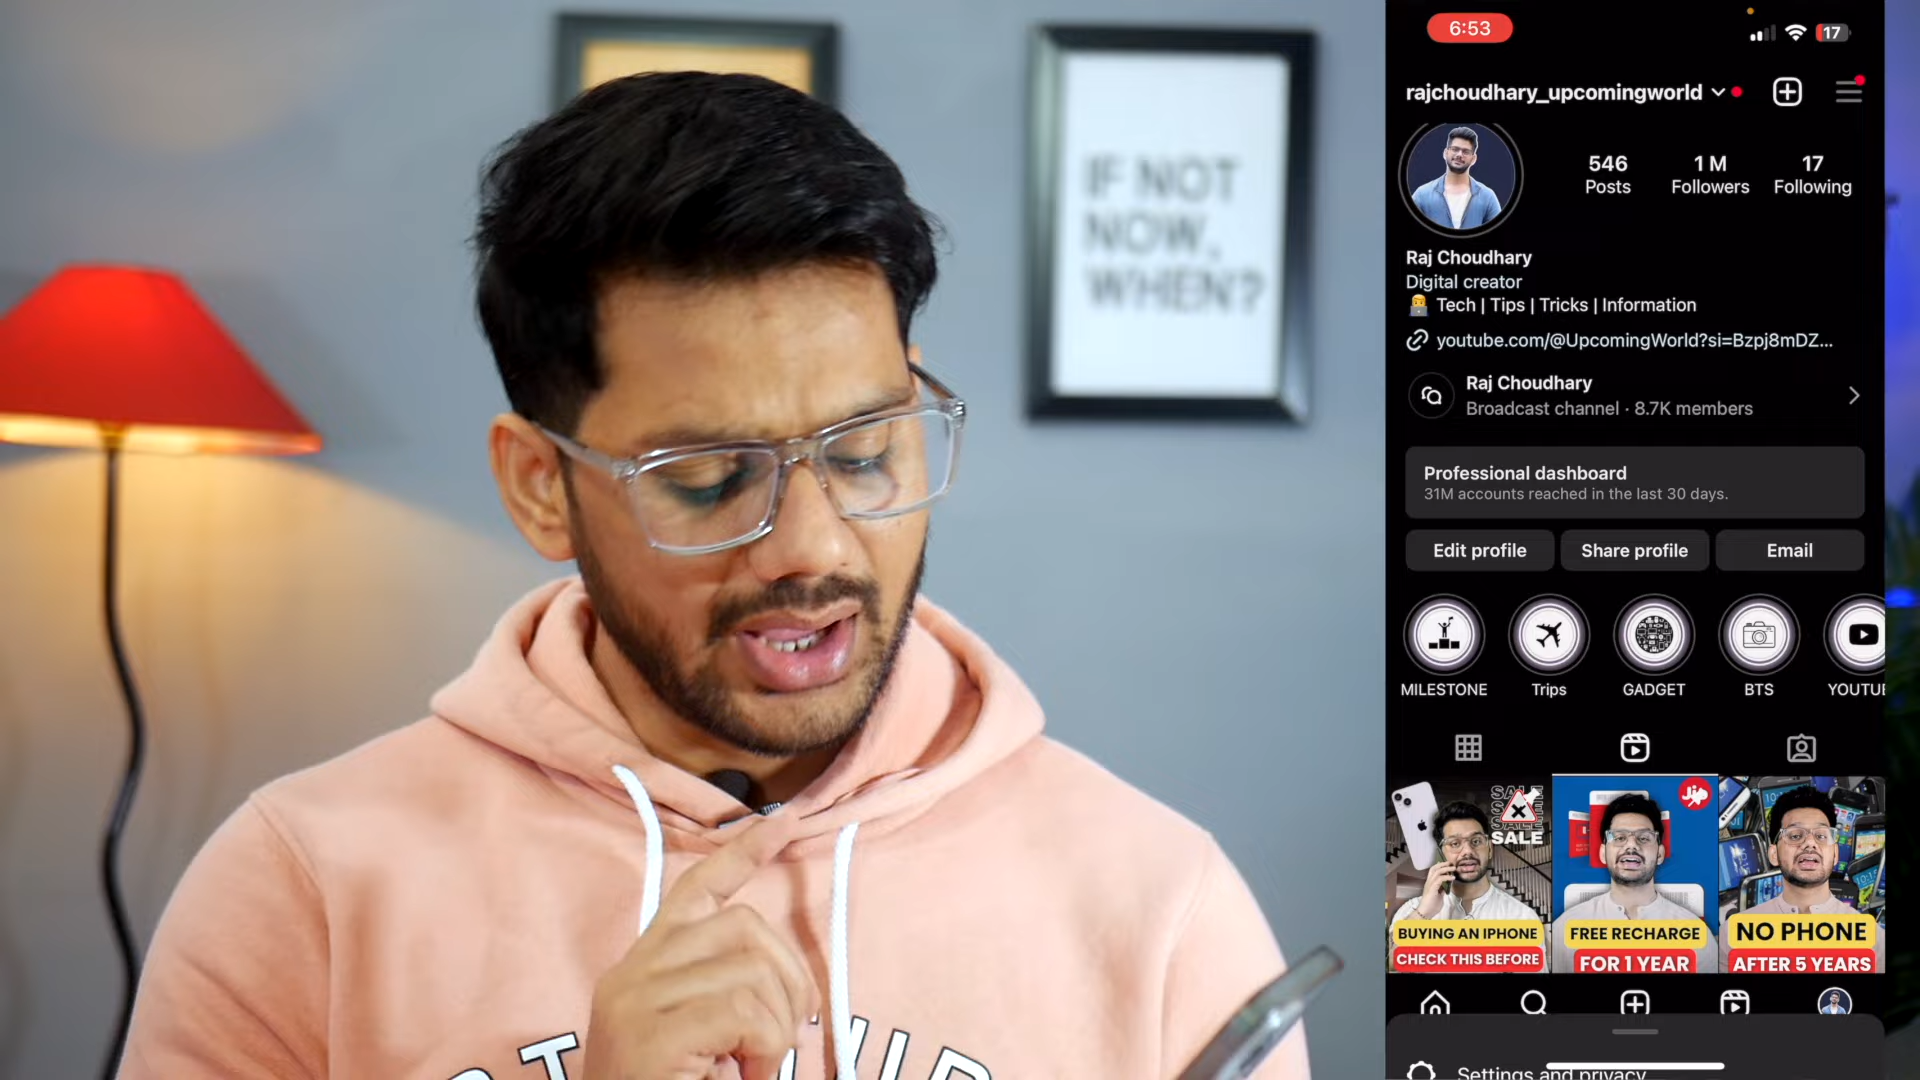 IF NOT
NOW,
WHEN?
6:53
17
rajchoudhary_upcomingworld
546
Posts
1 M
Followers
17
Following
Raj Choudhary
Digital creator
Tech | Tips | Tricks | Information
youtube.com/@UpcomingWorld?si=Bzpj8mDZ...
Raj Choudhary
Broadcast channel · 8.7K members
Professional dashboard
31M accounts reached in the last 30 days.
Edit profile
Share profile
Email
MILESTONE
Trips
GADGET
BTS
YOUTU
SALE
BUYING AN IPHONE
CHECK THIS BEFORE
Jio
FREE RECHARGE
FOR 1 YEAR
NO PHONE
AFTER 5 YEARS
Settings and privacy